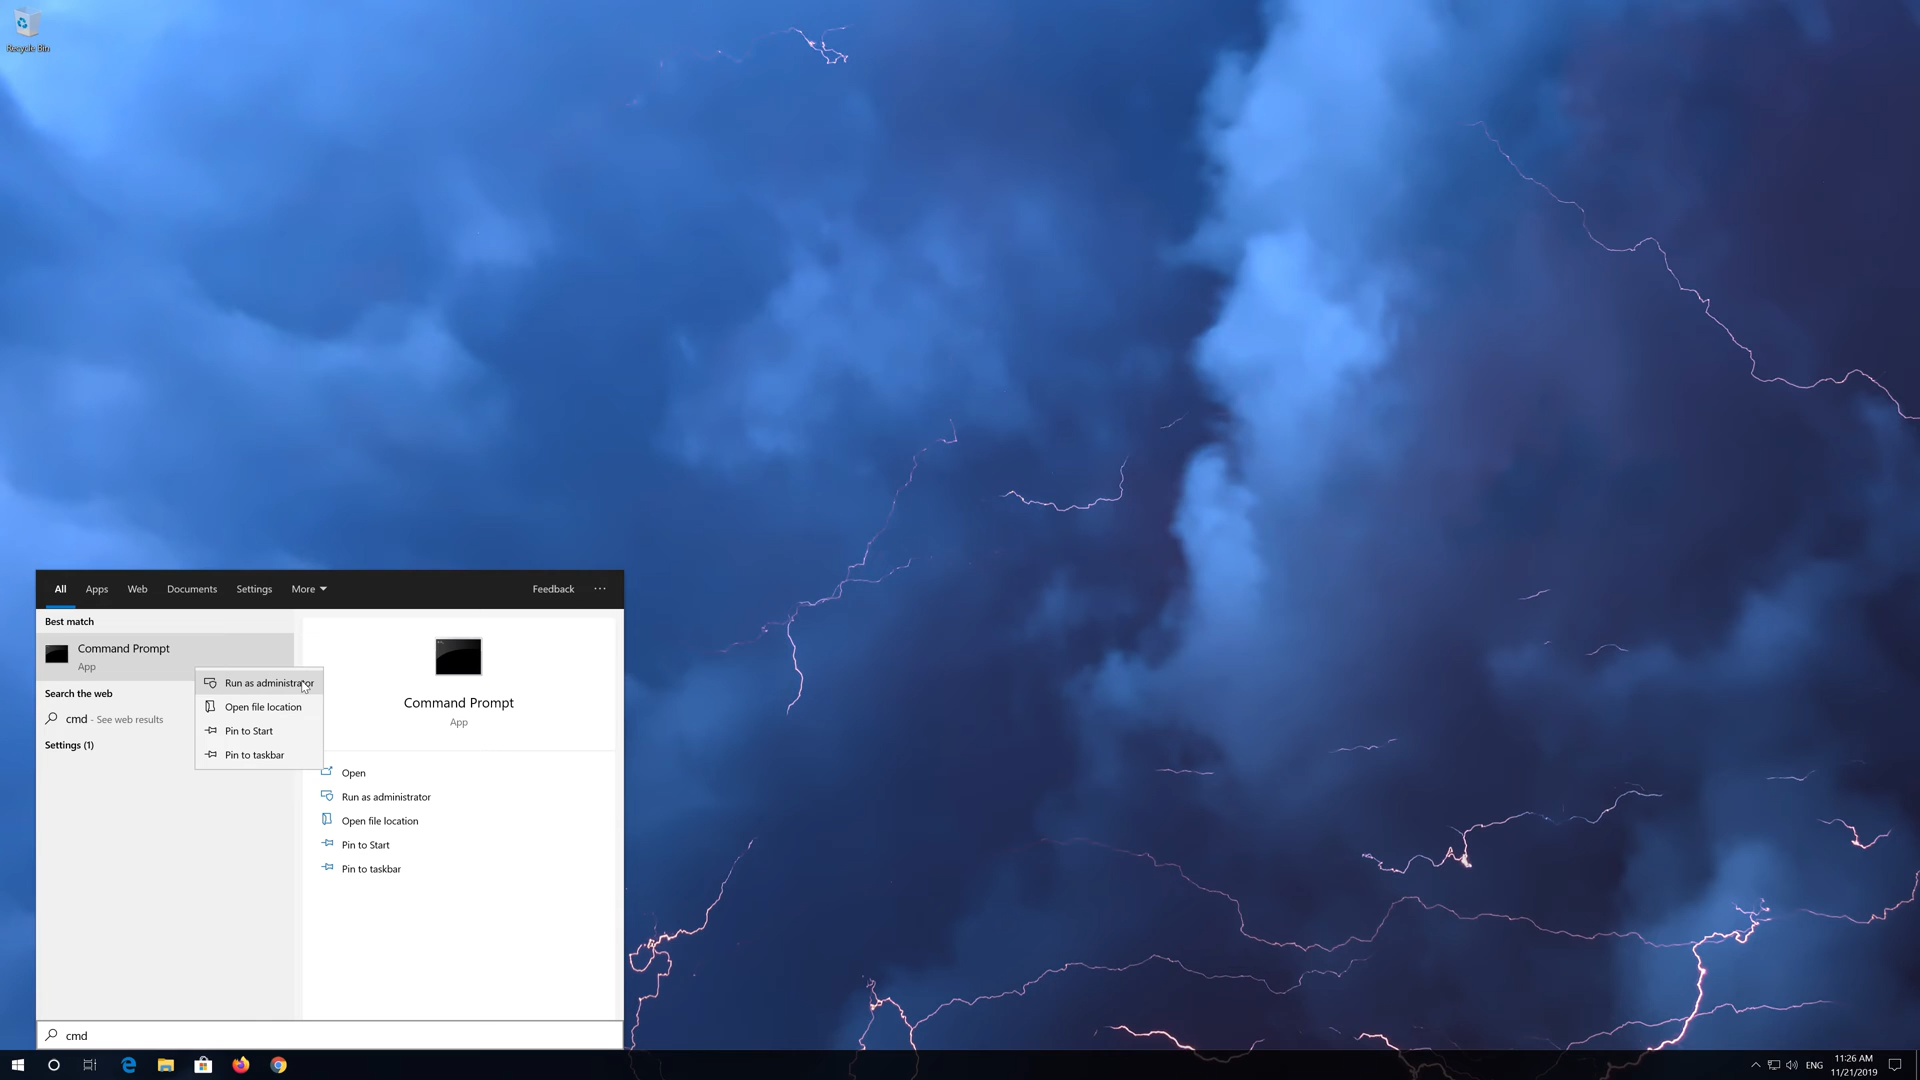 Recycle Bin
All Apps Web Documents Settings More Feedback ...
Best match
Command Prompt
App
Run as administrator
Open file location
Pin to Start
Pin to taskbar
Search the web
cmd - See web results
Settings (1)
Command Prompt
App
Open
Run as administrator
Open file location
Pin to Start
Pin to taskbar
cmd
ENG
11:26 AM
11/21/2019